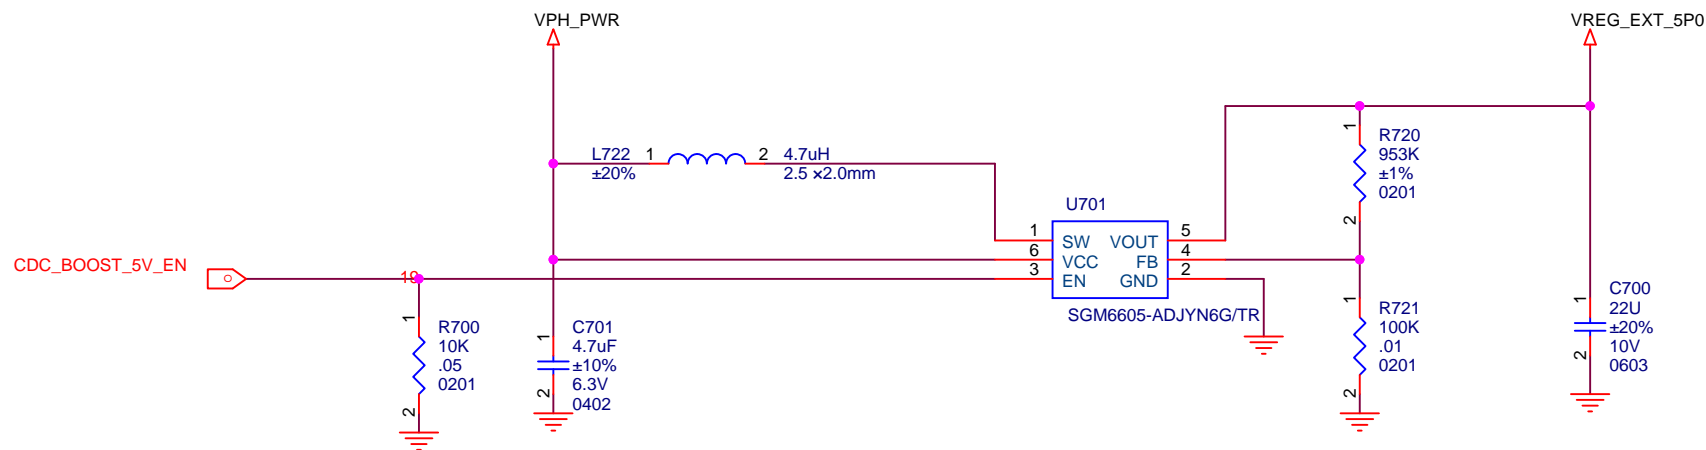 VPH_PWR
VREG_EXT_5P0
L722 1 2 4.7uH
±20% 2.5 ×2.0mm
1
R720
953K
±1%
0201
2
U701
1 SW VOUT 5
6 VCC FB 4
3 EN GND 2
SGM6605-ADJYN6G/TR
CDC_BOOST_5V_EN
19
1
R700
10K
.05
0201
2
1
C701
4.7uF
±10%
6.3V
0402
2
1
R721
100K
.01
0201
2
1
C700
22U
±20%
10V
0603
2